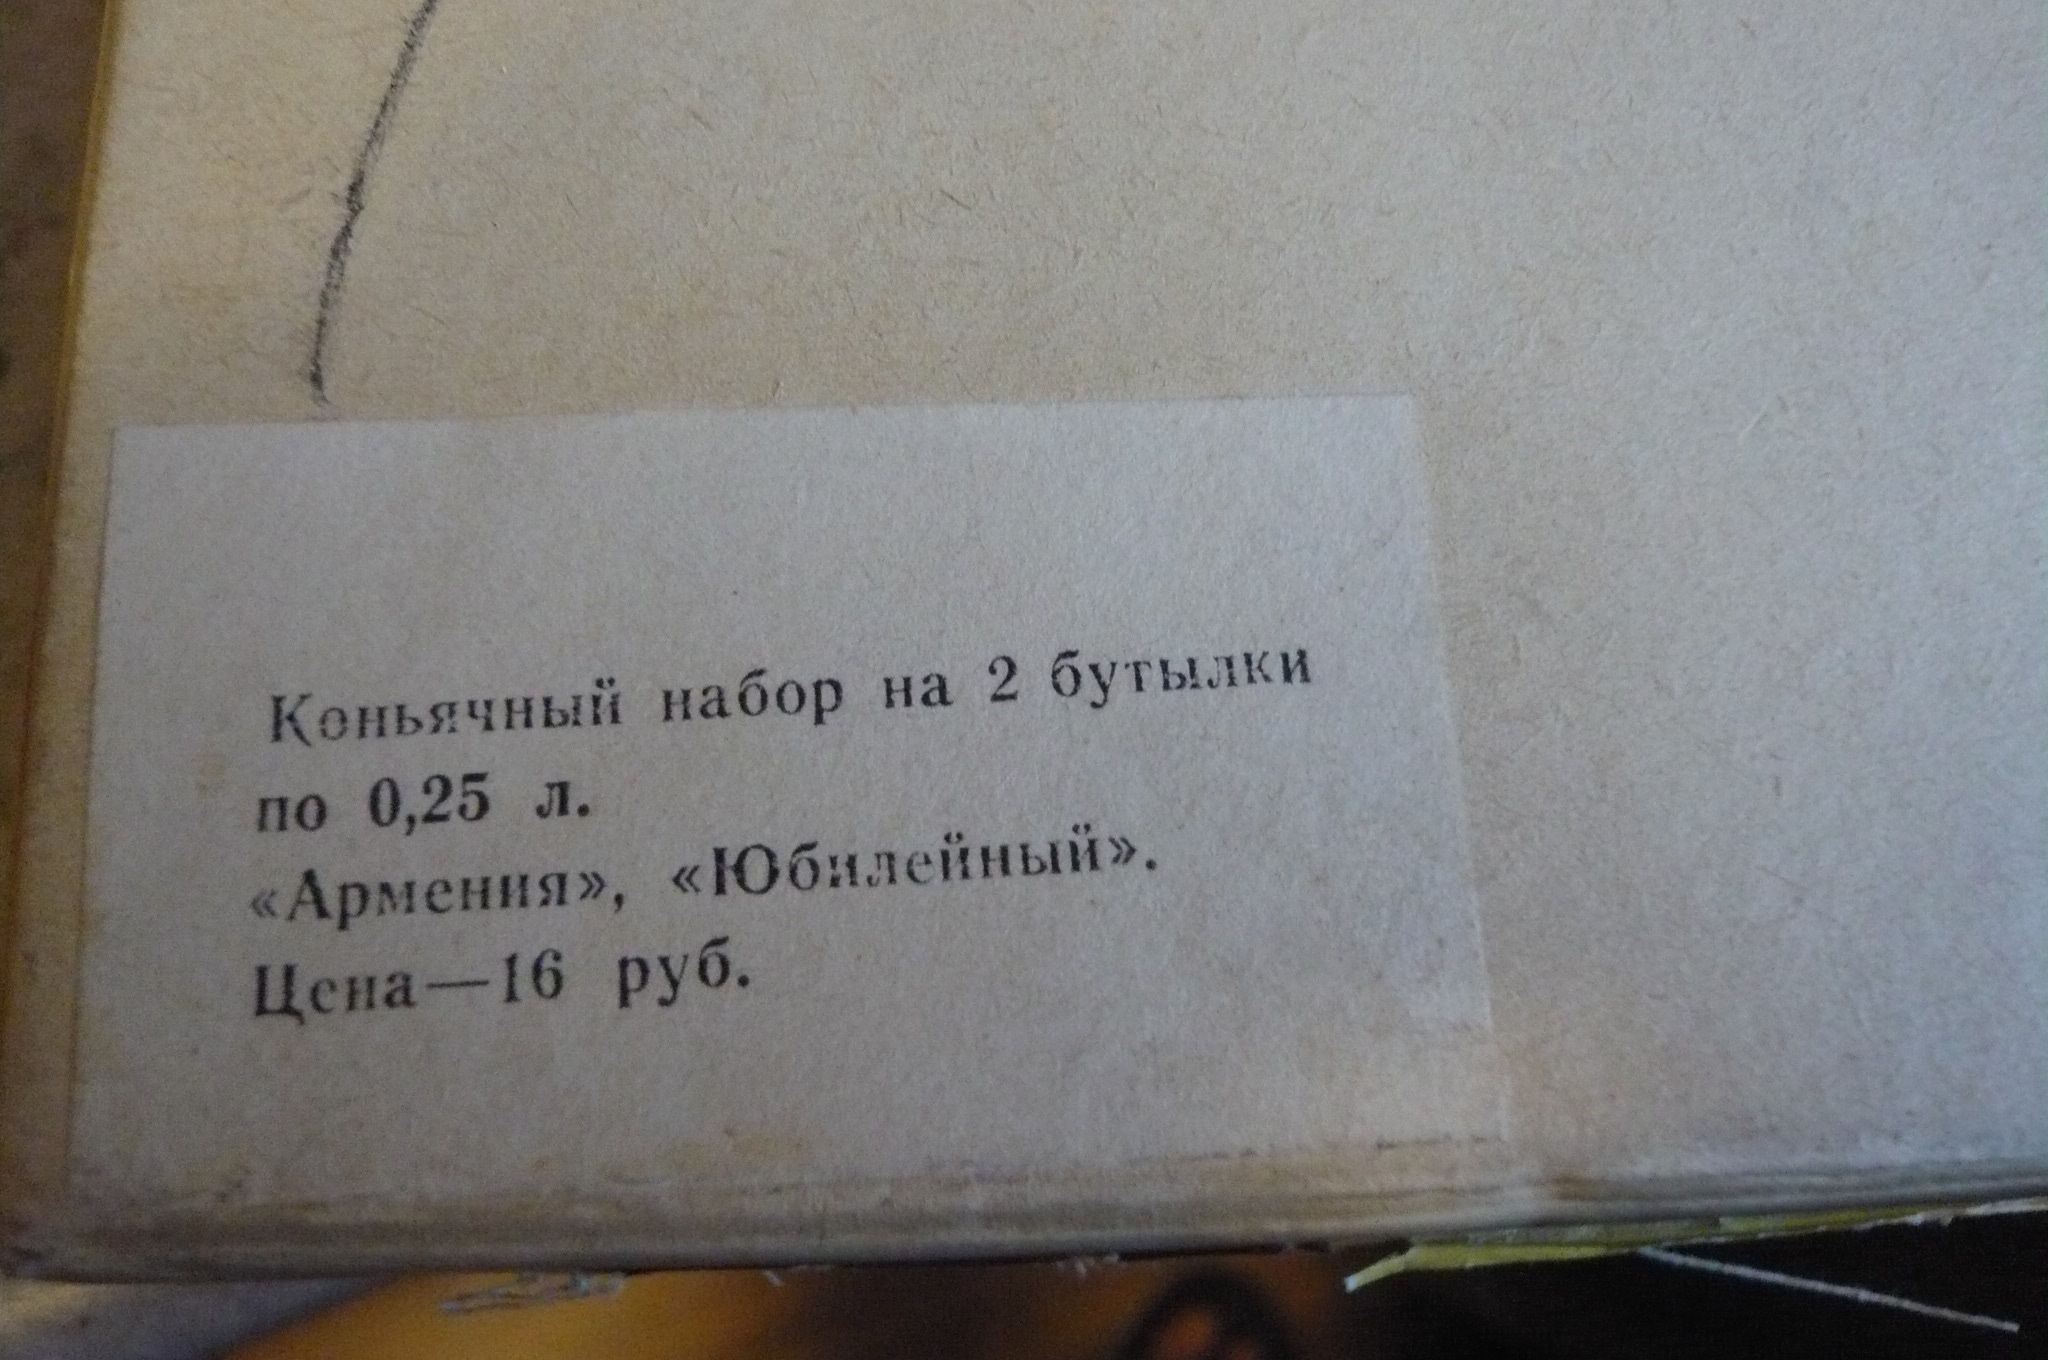 Коньячный набор на 2 бутылки
по 0,25 л.
«Армения», «Юбилейный».
Цена—16 руб.